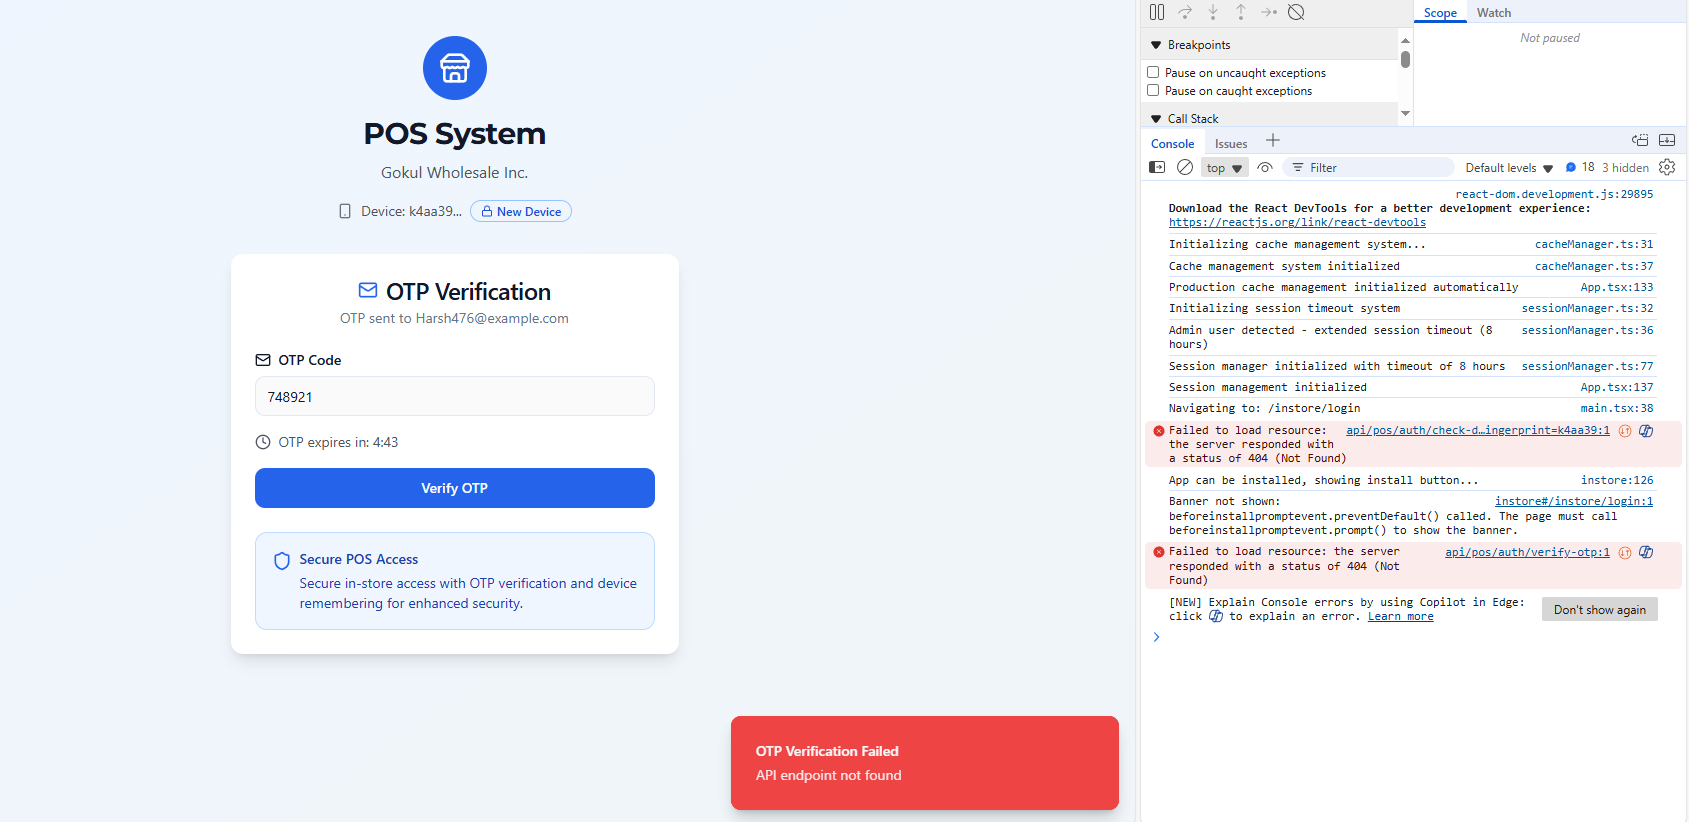 POS System
Gokul Wholesale Inc.
Device: k4aa39...
New Device
OTP Verification
OTP sent to Harsh476@example.com
OTP Code
748921
OTP expires in: 4:43
Verify OTP
Secure POS Access
Secure in-store access with OTP verification and device
remembering for enhanced security.
OTP Verification Failed
API endpoint not found
Scope
Watch
Not paused
Breakpoints
Pause on uncaught exceptions
Pause on caught exceptions
Call Stack
Console
Issues
top
Filter
Default levels
18
3 hidden
react-dom.development.js:29895
Download the React DevTools for a better development experience:
https://reactjs.org/link/react-devtools
Initializing cache management system... cacheManager.ts:31
Cache management system initialized cacheManager.ts:37
Production cache management initialized automatically App.tsx:133
Initializing session timeout system sessionManager.ts:32
Admin user detected - extended session timeout (8 sessionManager.ts:36
hours)
Session manager initialized with timeout of 8 hours sessionManager.ts:77
Session management initialized App.tsx:137
Navigating to: /instore/login main.tsx:38
Failed to load resource: api/pos/auth/check-d…ingerprint=k4aa39:1
the server responded with
a status of 404 (Not Found)
App can be installed, showing install button... instore:126
Banner not shown: instore#/instore/login:1
beforeinstallpromptevent.preventDefault() called. The page must call
beforeinstallpromptevent.prompt() to show the banner.
Failed to load resource: the server api/pos/auth/verify-otp:1
responded with a status of 404 (Not
Found)
[NEW] Explain Console errors by using Copilot in Edge:
click to explain an error. Learn more
Don't show again